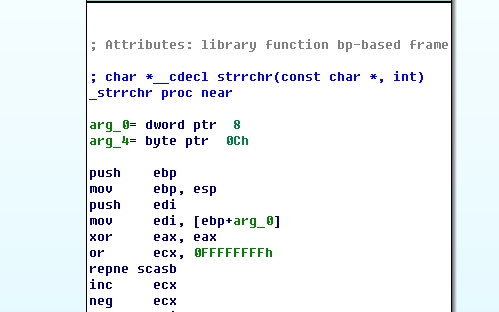 ; Attributes: library function bp-based frame
; char *__cdecl strrchr(const char *, int)
_strrchr proc near
arg_0= dword ptr  8
arg_4= byte ptr  0Ch
push    ebp
mov     ebp, esp
push    edi
mov     edi, [ebp+arg_0]
xor     eax, eax
or      ecx, 0FFFFFFFFh
repne scasb
inc     ecx
neg     ecx